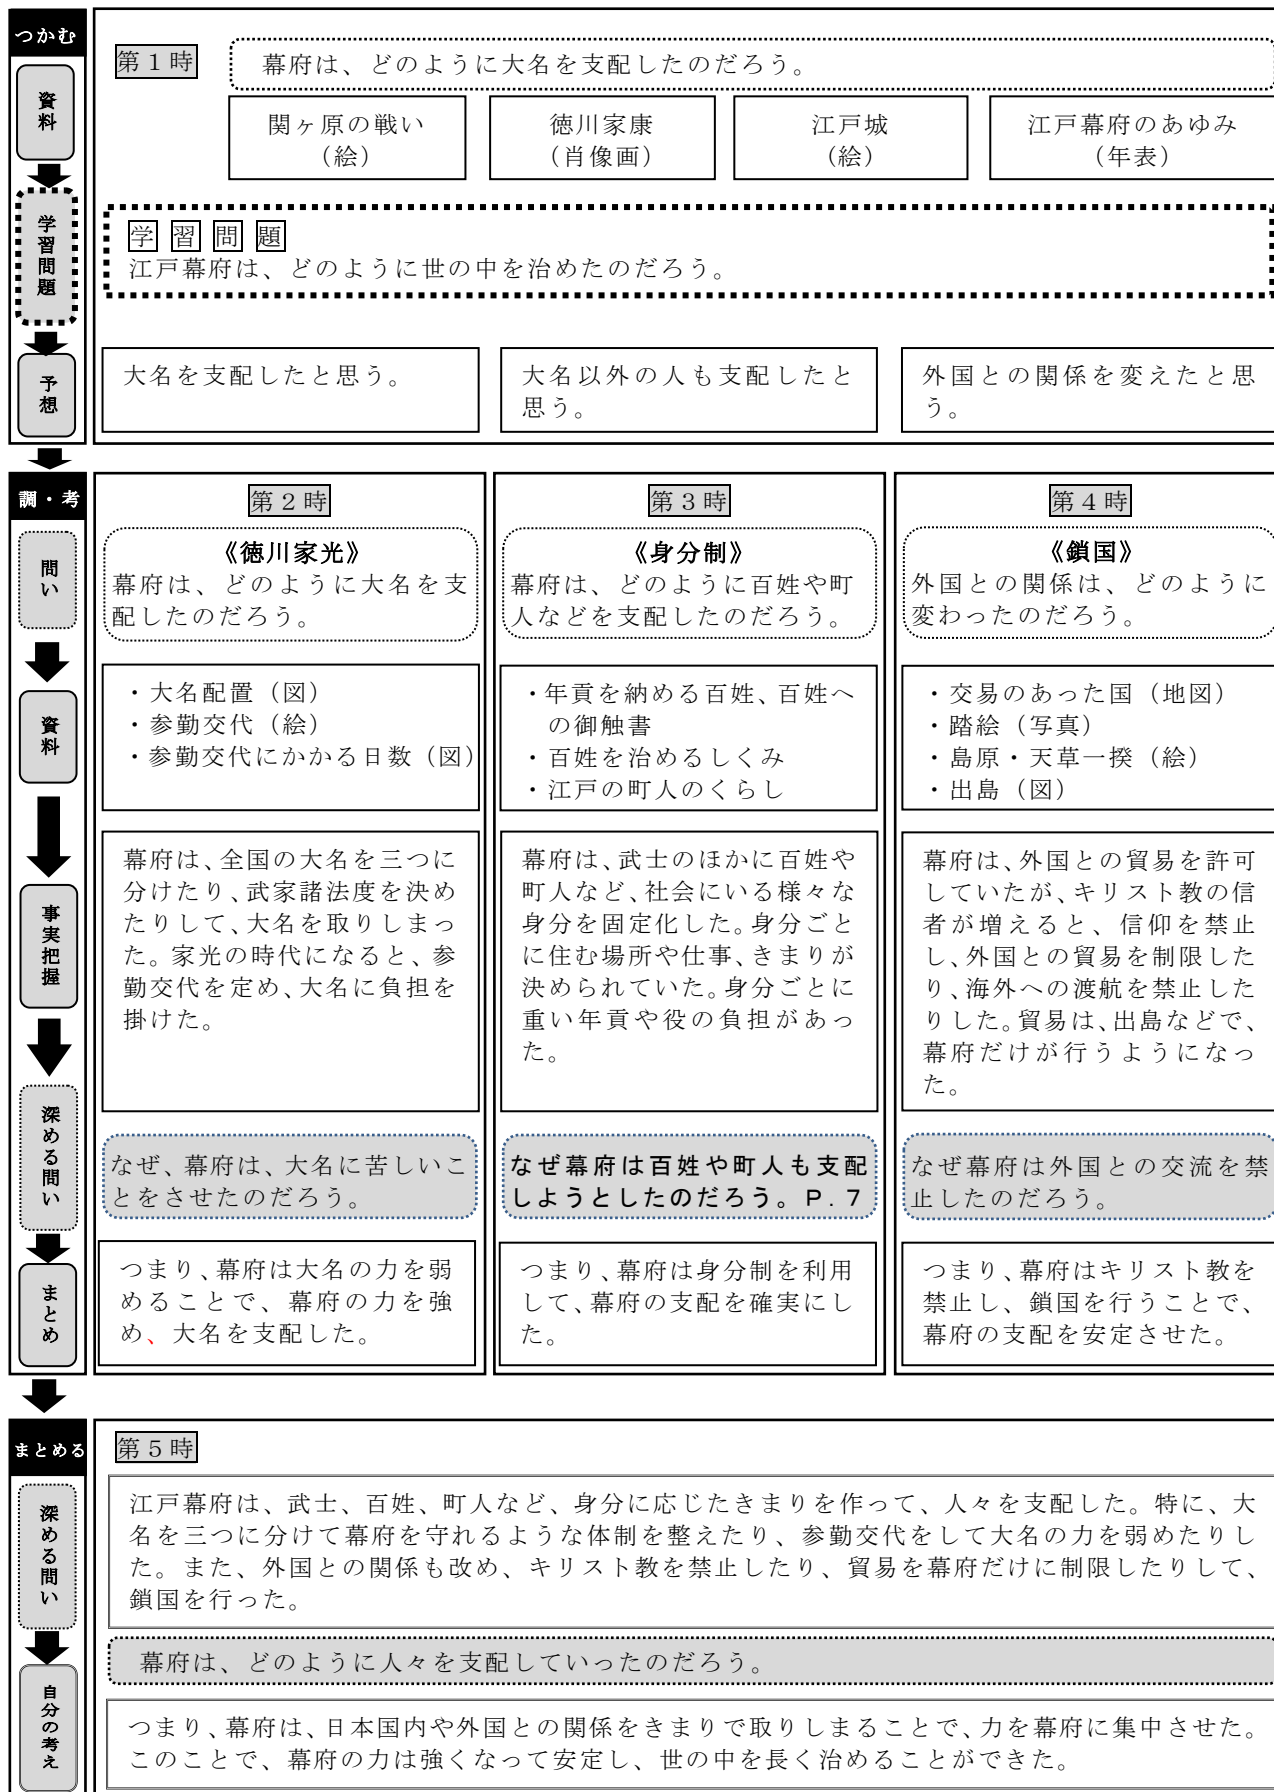 つかむ
資料
学習問題
予想
第１時
幕府は、どのように大名を支配したのだろう。
関ヶ原の戦い
（絵）
徳川家康
（肖像画）
江戸城
（絵）
江戸幕府のあゆみ
（年表）
学習問題
江戸幕府は、どのように世の中を治めたのだろう。
大名を支配したと思う。
大名以外の人も支配したと
思う。
外国との関係を変えたと思
う。
調・考
問い
資料
事実把握
深める問い
まとめ
第２時
《徳川家光》
幕府は、どのように大名を支
配したのだろう。
・大名配置（図）
・参勤交代（絵）
・参勤交代にかかる日数（図）
幕府は、全国の大名を三つに
分けたり、武家諸法度を決め
たりして、大名を取りしまっ
た。家光の時代になると、参
勤交代を定め、大名に負担を
掛けた。
なぜ、幕府は、大名に苦しいこ
とをさせたのだろう。
つまり、幕府は大名の力を弱
めることで、幕府の力を強
め、大名を支配した。
第３時
《身分制》
幕府は、どのように百姓や町
人などを支配したのだろう。
・年貢を納める百姓、百姓へ
の御触書
・百姓を治めるしくみ
・江戸の町人のくらし
幕府は、武士のほかに百姓や
町人など、社会にいる様々な
身分を固定化した。身分ごと
に住む場所や仕事、きまりが
決められていた。身分ごとに
重い年貢や役の負担があっ
た。
なぜ幕府は百姓や町人も支配
しようとしたのだろう。Ｐ.７
つまり、幕府は身分制を利用
して、幕府の支配を確実にし
た。
第４時
《鎖国》
外国との関係は、どのように
変わったのだろう。
・交易のあった国（地図）
・踏絵（写真）
・島原・天草一揆（絵）
・出島（図）
幕府は、外国との貿易を許可
していたが、キリスト教の信
者が増えると、信仰を禁止
し、外国との貿易を制限した
り、海外への渡航を禁止した
りした。貿易は、出島などで、
幕府だけが行うようになっ
た。
なぜ幕府は外国との交流を禁
止したのだろう。
つまり、幕府はキリスト教を
禁止し、鎖国を行うことで、
幕府の支配を安定させた。
まとめる
深める問い
自分の考え
第５時
江戸幕府は、武士、百姓、町人など、身分に応じたきまりを作って、人々を支配した。特に、大
名を三つに分けて幕府を守れるような体制を整えたり、参勤交代をして大名の力を弱めたりし
た。また、外国との関係も改め、キリスト教を禁止したり、貿易を幕府だけに制限したりして、
鎖国を行った。
幕府は、どのように人々を支配していったのだろう。
つまり、幕府は、日本国内や外国との関係をきまりで取りしまることで、力を幕府に集中させた。
このことで、幕府の力は強くなって安定し、世の中を長く治めることができた。